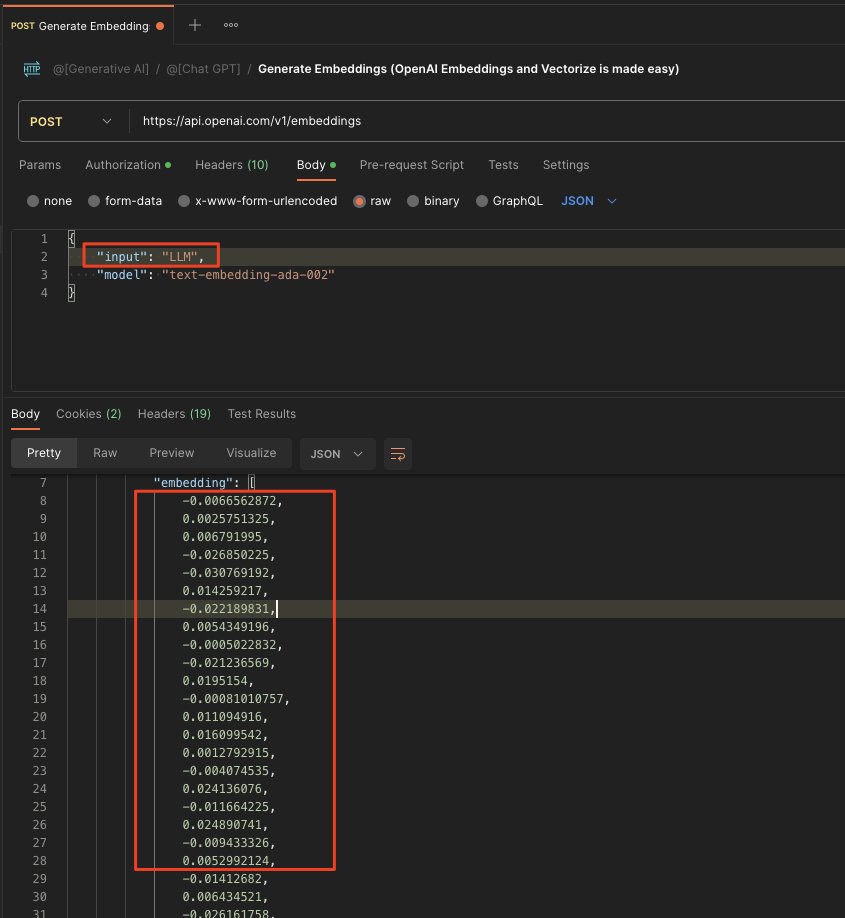 POST Generate Embedding
HTTP @[Generative AI] / @[Chat GPT] / Generate Embeddings (OpenAI Embeddings and Vectorize is made easy)
POST https://api.openai.com/v1/embeddings
Params Authorization Headers (10) Body Pre-request Script Tests Settings
none form-data x-www-form-urlencoded raw binary GraphQL JSON
1 {
2 "input": "LLM",
3 "model": "text-embedding-ada-002"
4 }
Body Cookies (2) Headers (19) Test Results
Pretty Raw Preview Visualize JSON
7 "embedding": [
8 -0.0066562872,
9 0.0025751325,
10 0.006791995,
11 -0.026850225,
12 -0.030769192,
13 0.014259217,
14 -0.022189831,
15 0.0054349196,
16 -0.0005022832,
17 -0.021236569,
18 0.0195154,
19 -0.00081010757,
20 0.011094916,
21 0.016099542,
22 0.0012792915,
23 -0.004074535,
24 0.024136076,
25 -0.011664225,
26 0.024890741,
27 -0.009433326,
28 0.0052992124,
29 -0.01412682,
30 0.006434521,
31 -0.026161758,